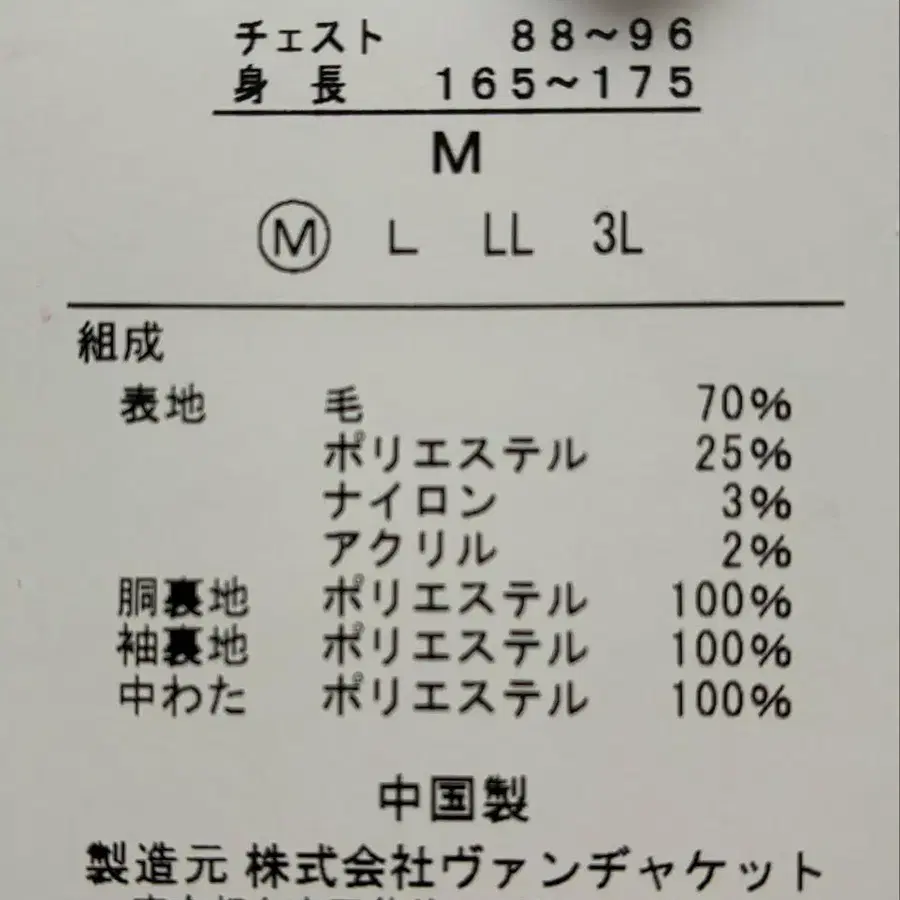 チェスト 88〜96
身長 165〜175
M
Ⓜ L LL 3L
組成
表地 毛 70%
ポリエステル 25%
ナイロン 3%
アクリル 2%
胴裏地 ポリエステル 100%
袖裏地 ポリエステル 100%
中わた ポリエステル 100%
中国製
製造元 株式会社ヴァンヂャケット